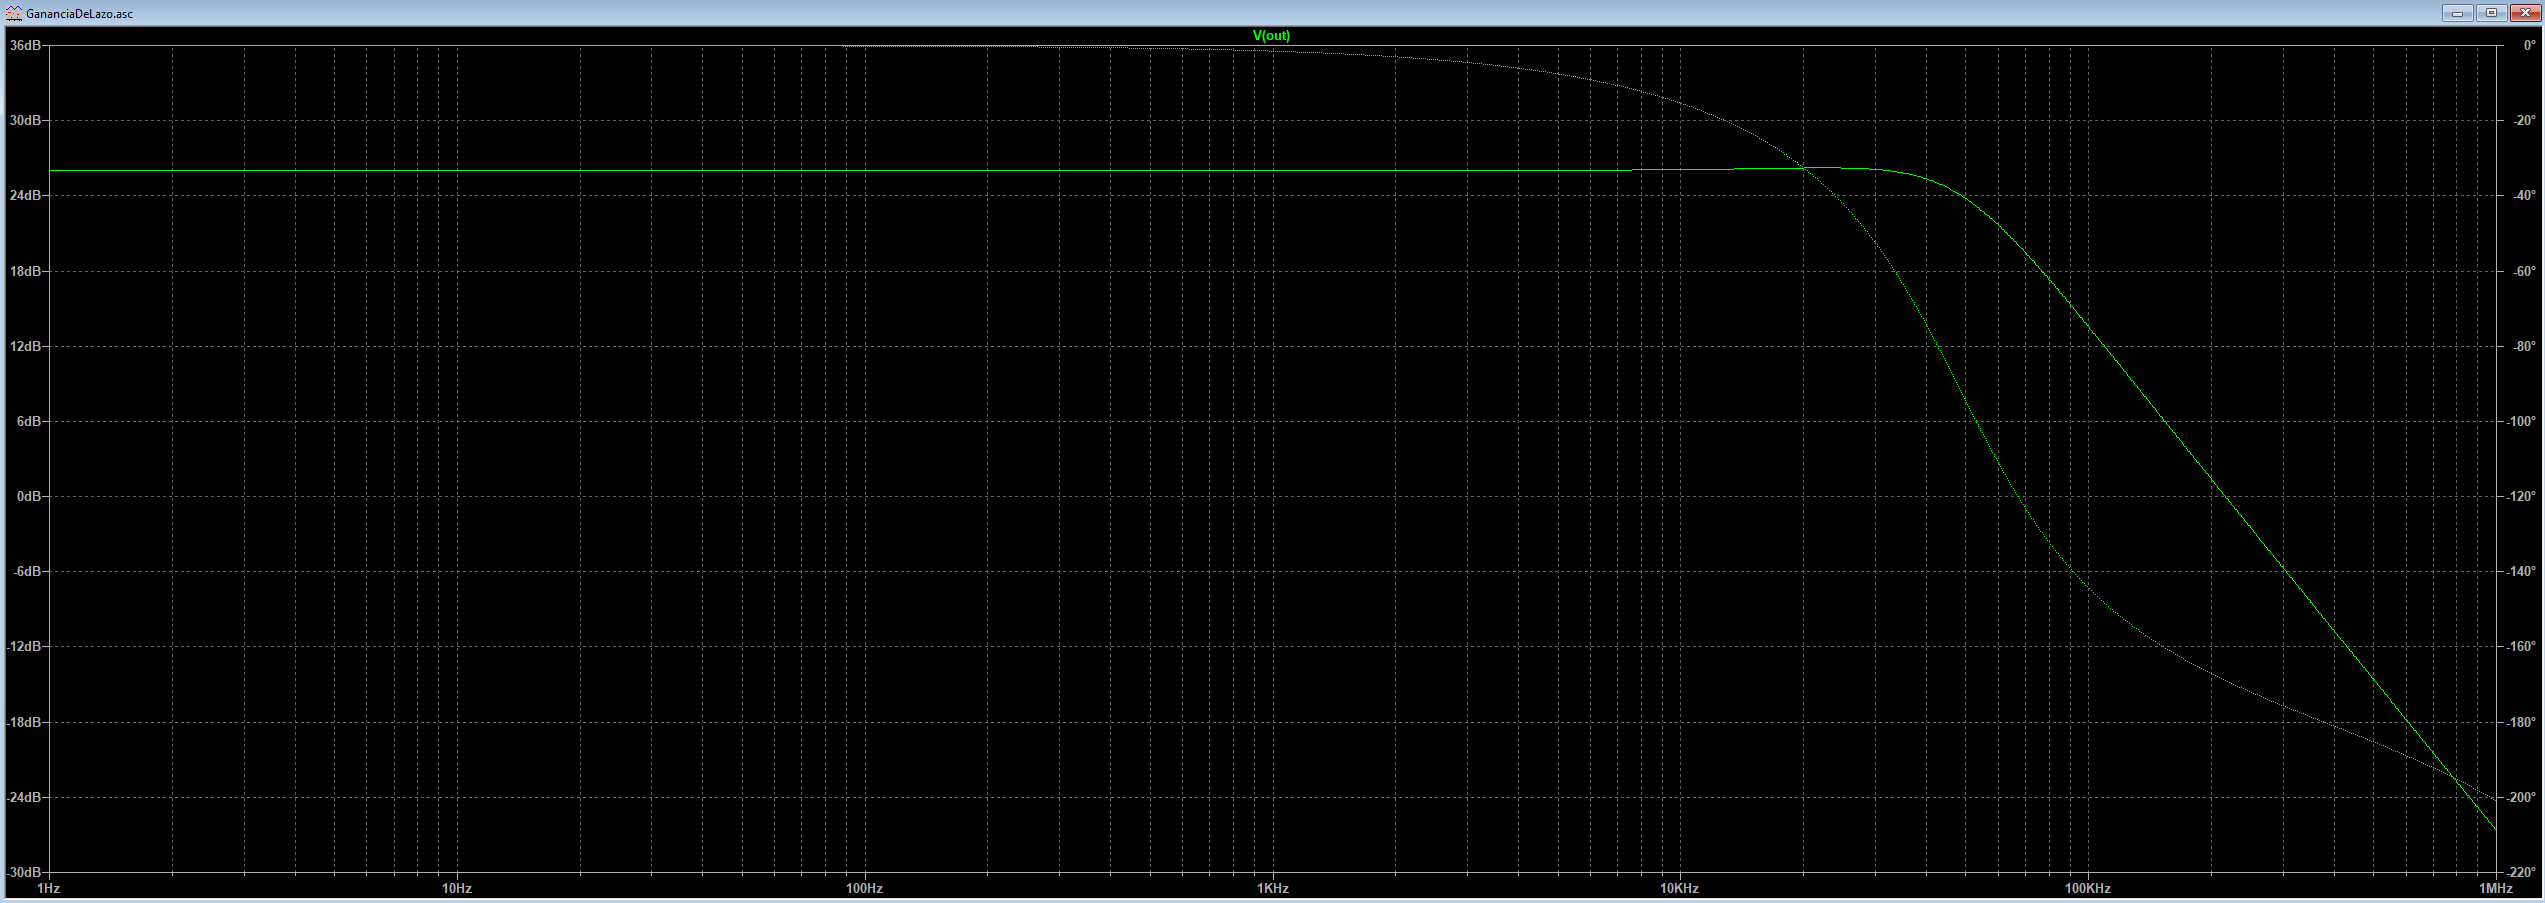 GananciaDeLazo.asc
V(out)
36dB 0°
30dB -20°
24dB -40°
18dB -60°
12dB -80°
6dB -100°
0dB -120°
-6dB -140°
-12dB -160°
-18dB -180°
-24dB -200°
-30dB -220°
1Hz 10Hz 100Hz 1KHz 10KHz 100KHz 1MHz